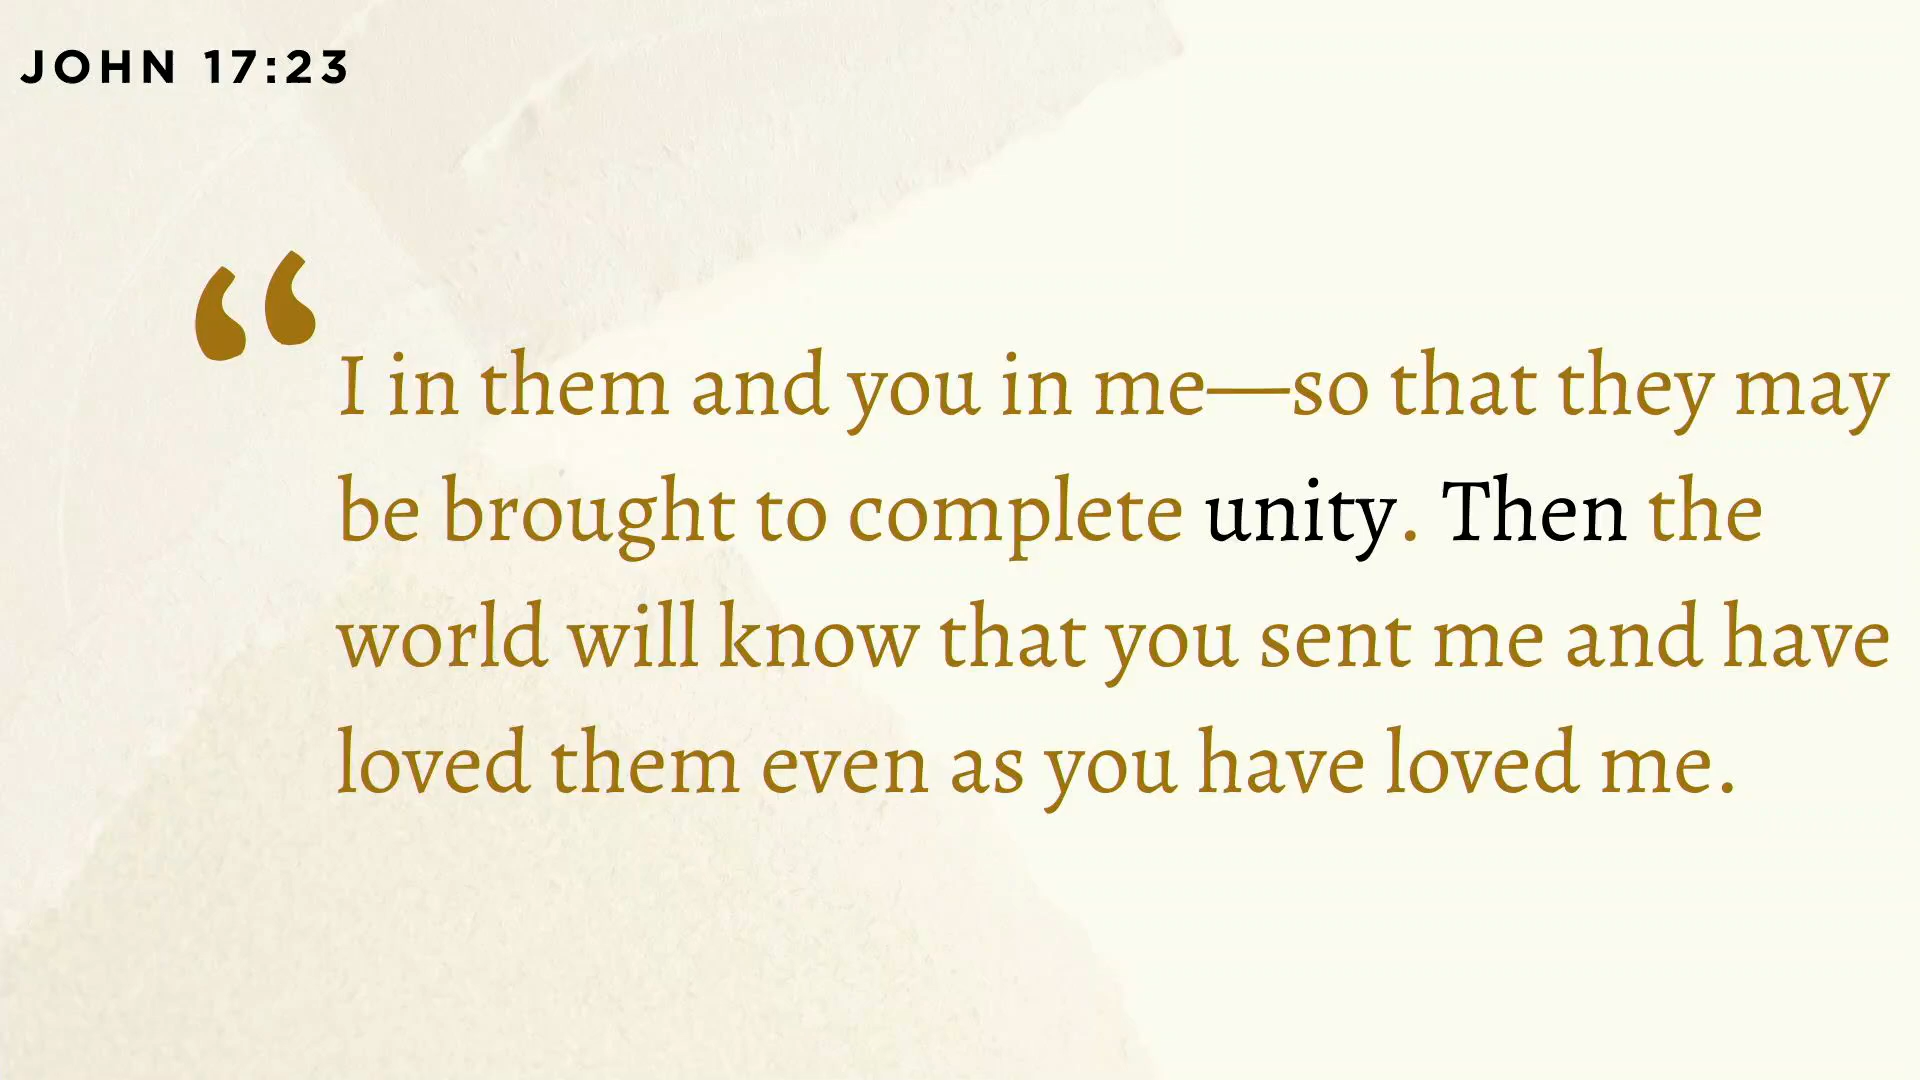 JOHN 17:23
“I in them and you in me—so that they may
be brought to complete unity. Then the
world will know that you sent me and have
loved them even as you have loved me.